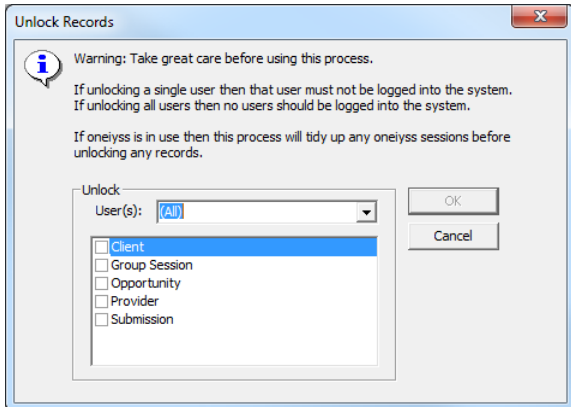 Unlock Records
Warning: Take great care before using this process.
If unlocking a single user then that user must not be logged into the system.
If unlocking all users then no users should be logged into the system.
If oneiyss is in use then this process will tidy up any oneiyss sessions before
unlocking any records.
Unlock
User(s): (All)
OK
Cancel
Client
Group Session
Opportunity
Provider
Submission